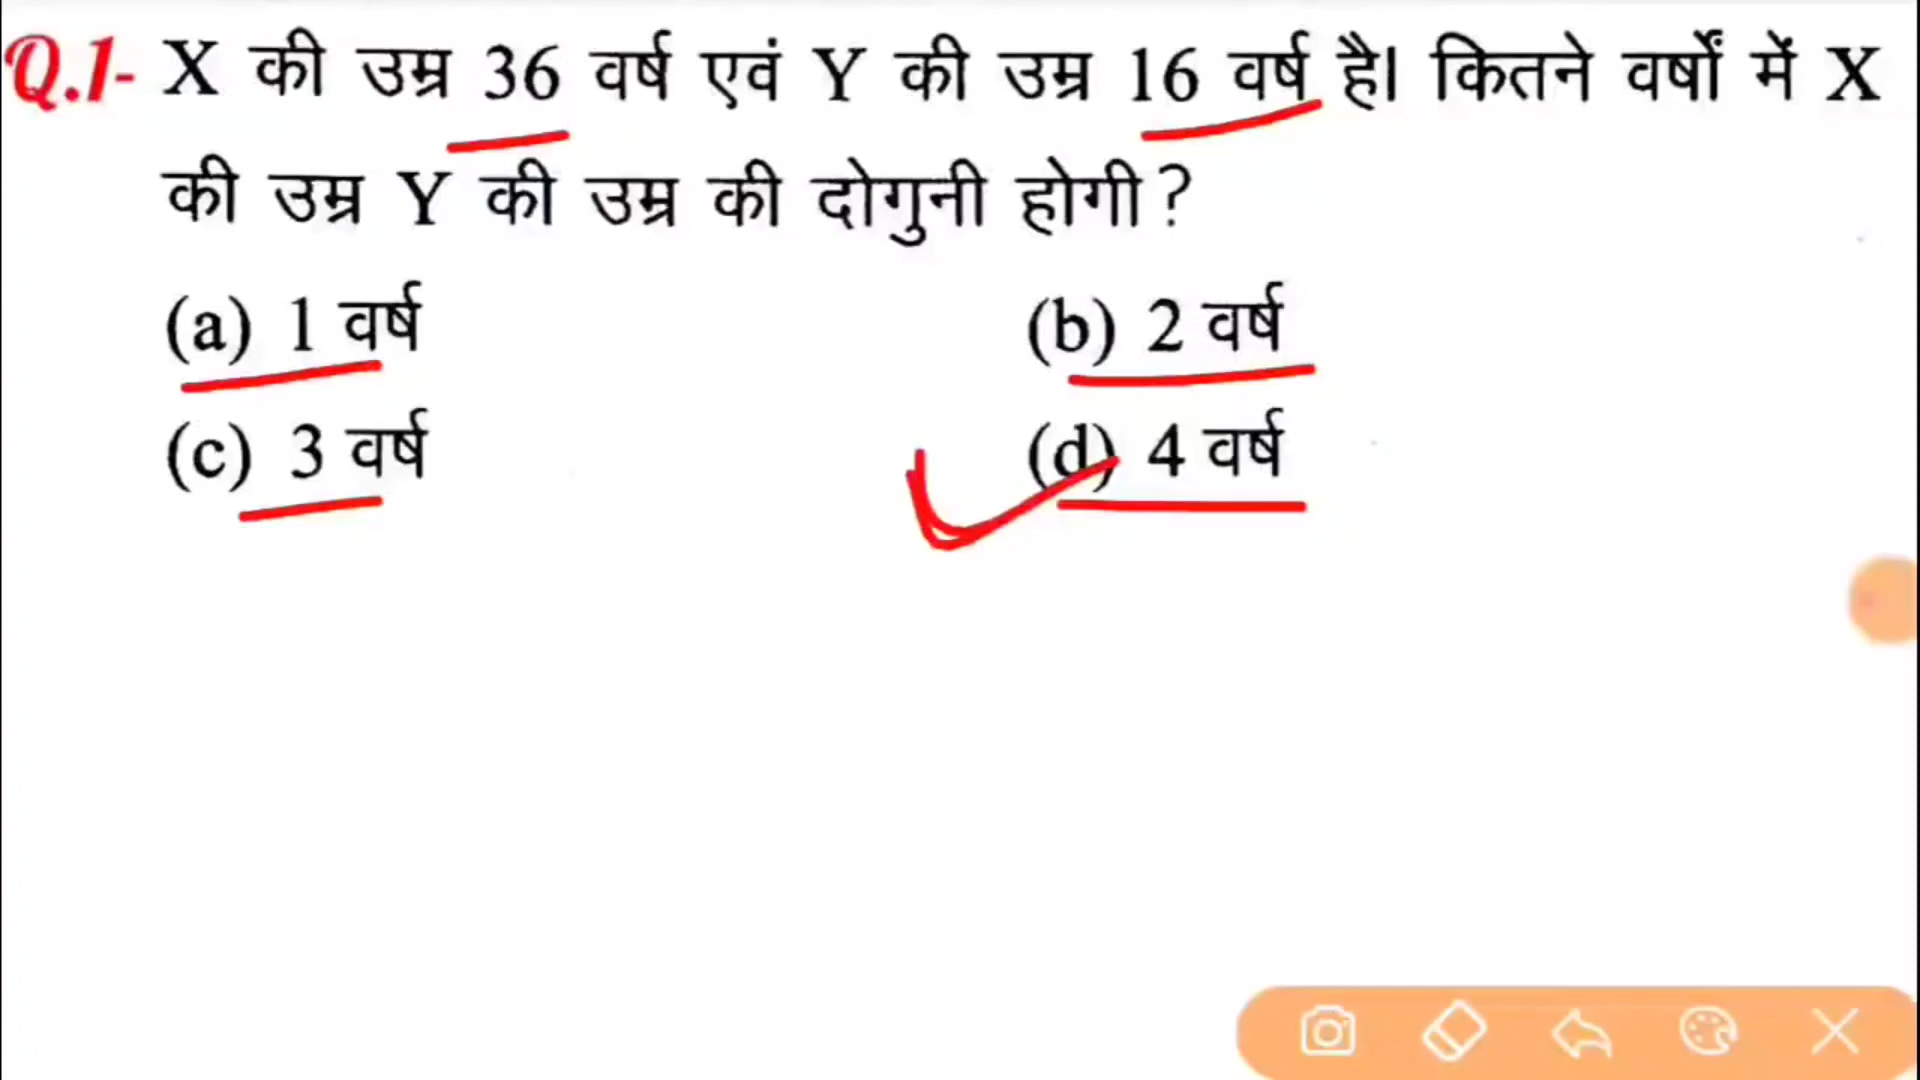 Q.1- X की उम्र 36 वर्ष एवं Y की उम्र 16 वर्ष है। कितने वर्षों में X
की उम्र Y की उम्र की दोगुनी होगी?
(a) 1 वर्ष (b) 2 वर्ष
(c) 3 वर्ष (d) 4 वर्ष